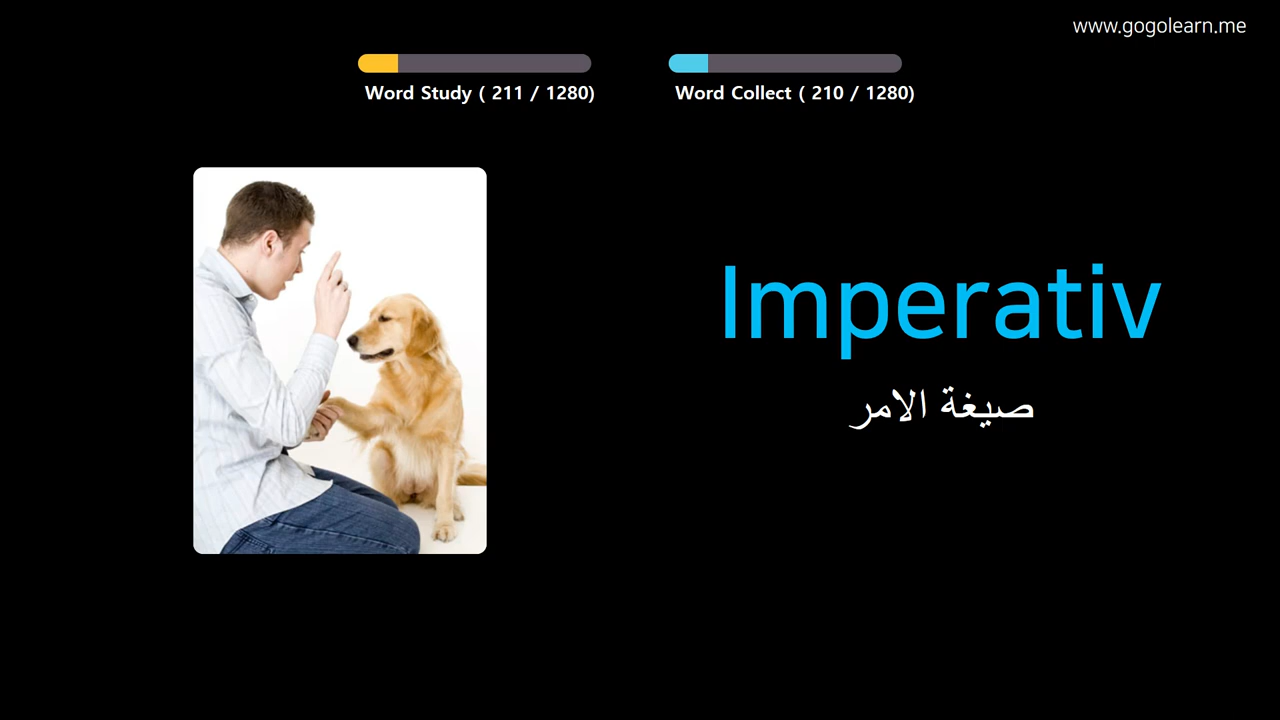 www.gogolearn.me
Word Study ( 211 / 1280)
Word Collect ( 210 / 1280)
Imperativ
صيغة الامر